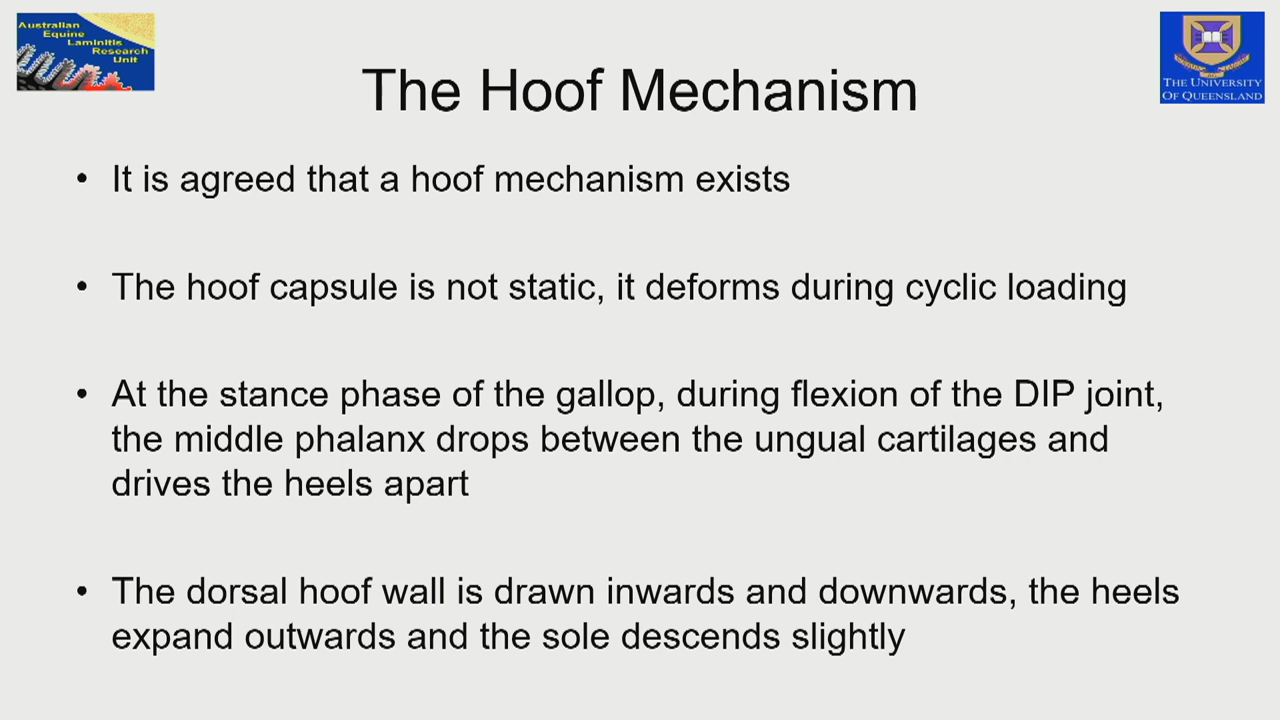 Australian
Equine
Laminitis
Research
Unit
THE UNIVERSITY
OF QUEENSLAND
The Hoof Mechanism
• It is agreed that a hoof mechanism exists
• The hoof capsule is not static, it deforms during cyclic loading
• At the stance phase of the gallop, during flexion of the DIP joint,
the middle phalanx drops between the ungual cartilages and
drives the heels apart
• The dorsal hoof wall is drawn inwards and downwards, the heels
expand outwards and the sole descends slightly